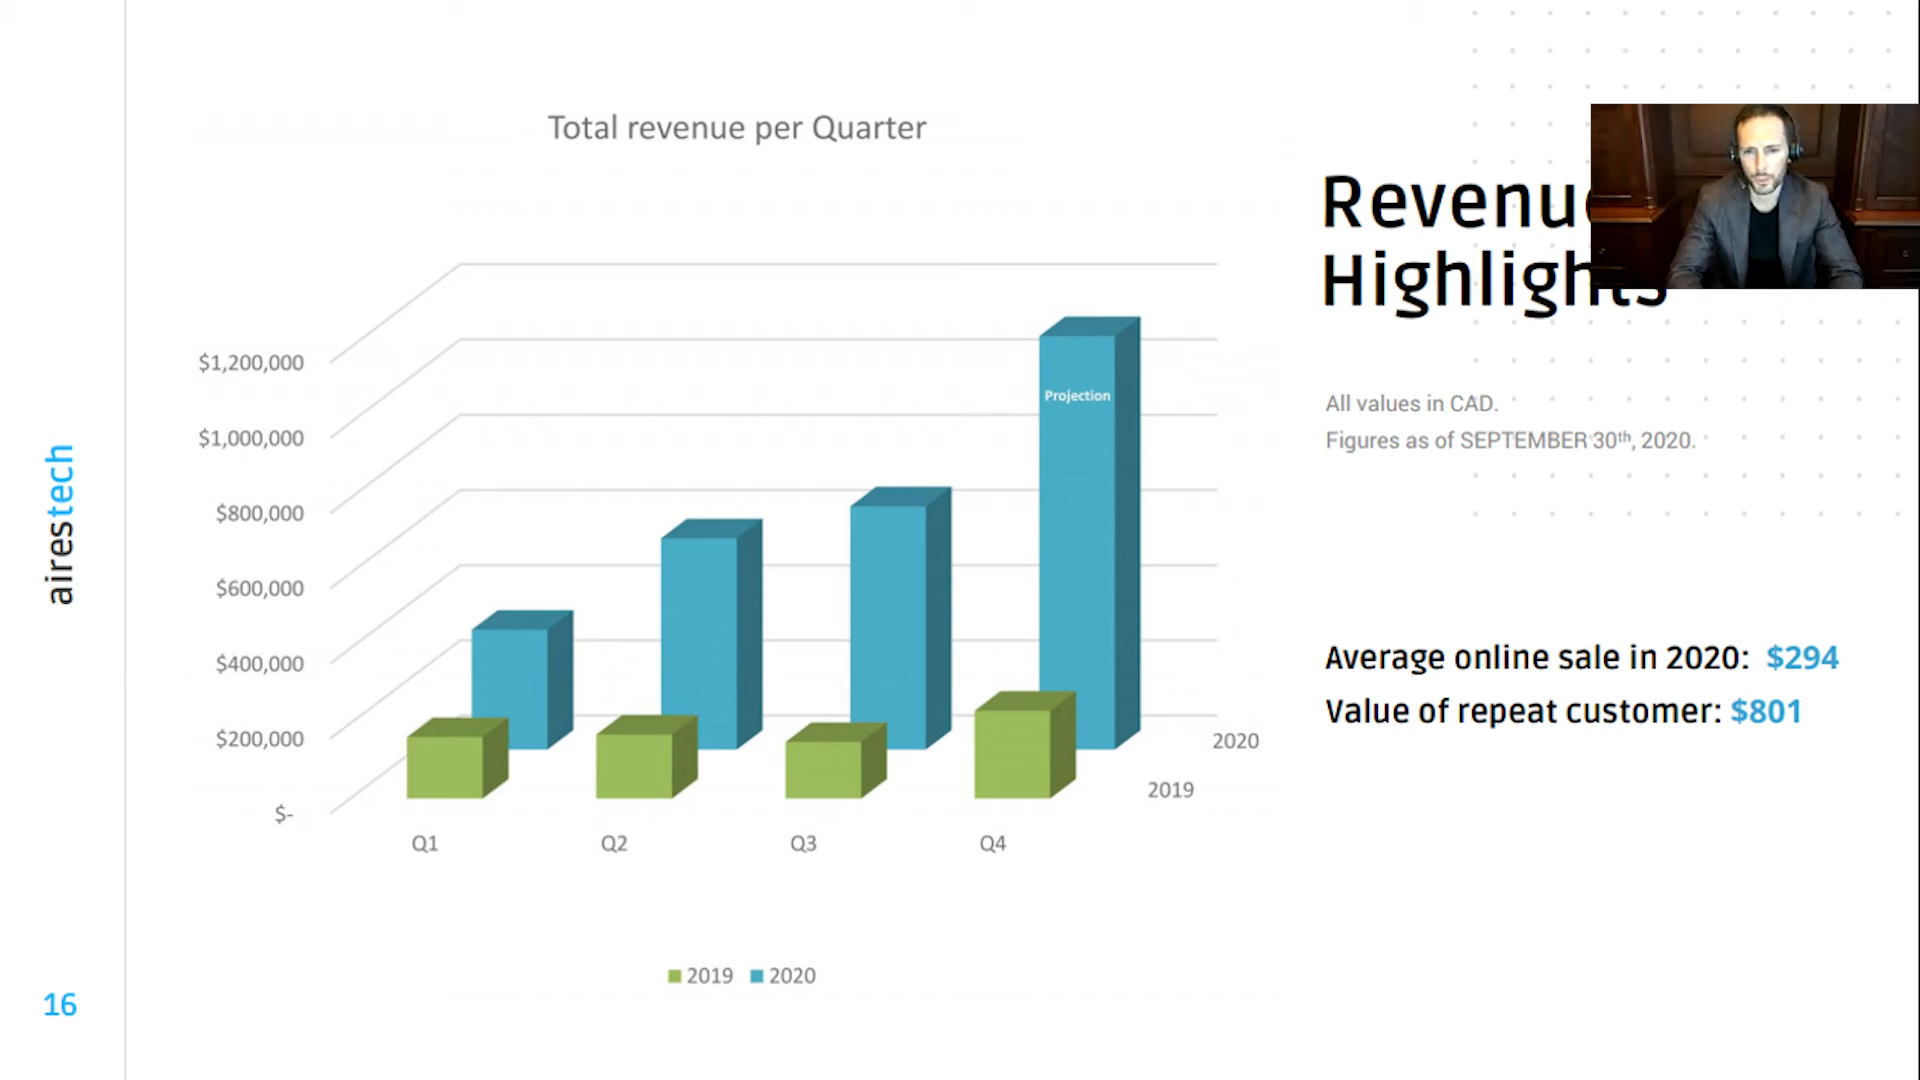 Total revenue per Quarter
$1,200,000
$1,000,000
$800,000
$600,000
$400,000
$200,000
$-
Projection
2020
2019
Q1 Q2 Q3 Q4
2019 2020
Revenue
Highlights
All values in CAD.
Figures as of SEPTEMBER 30th, 2020.
Average online sale in 2020: $294
Value of repeat customer: $801
airestech
16